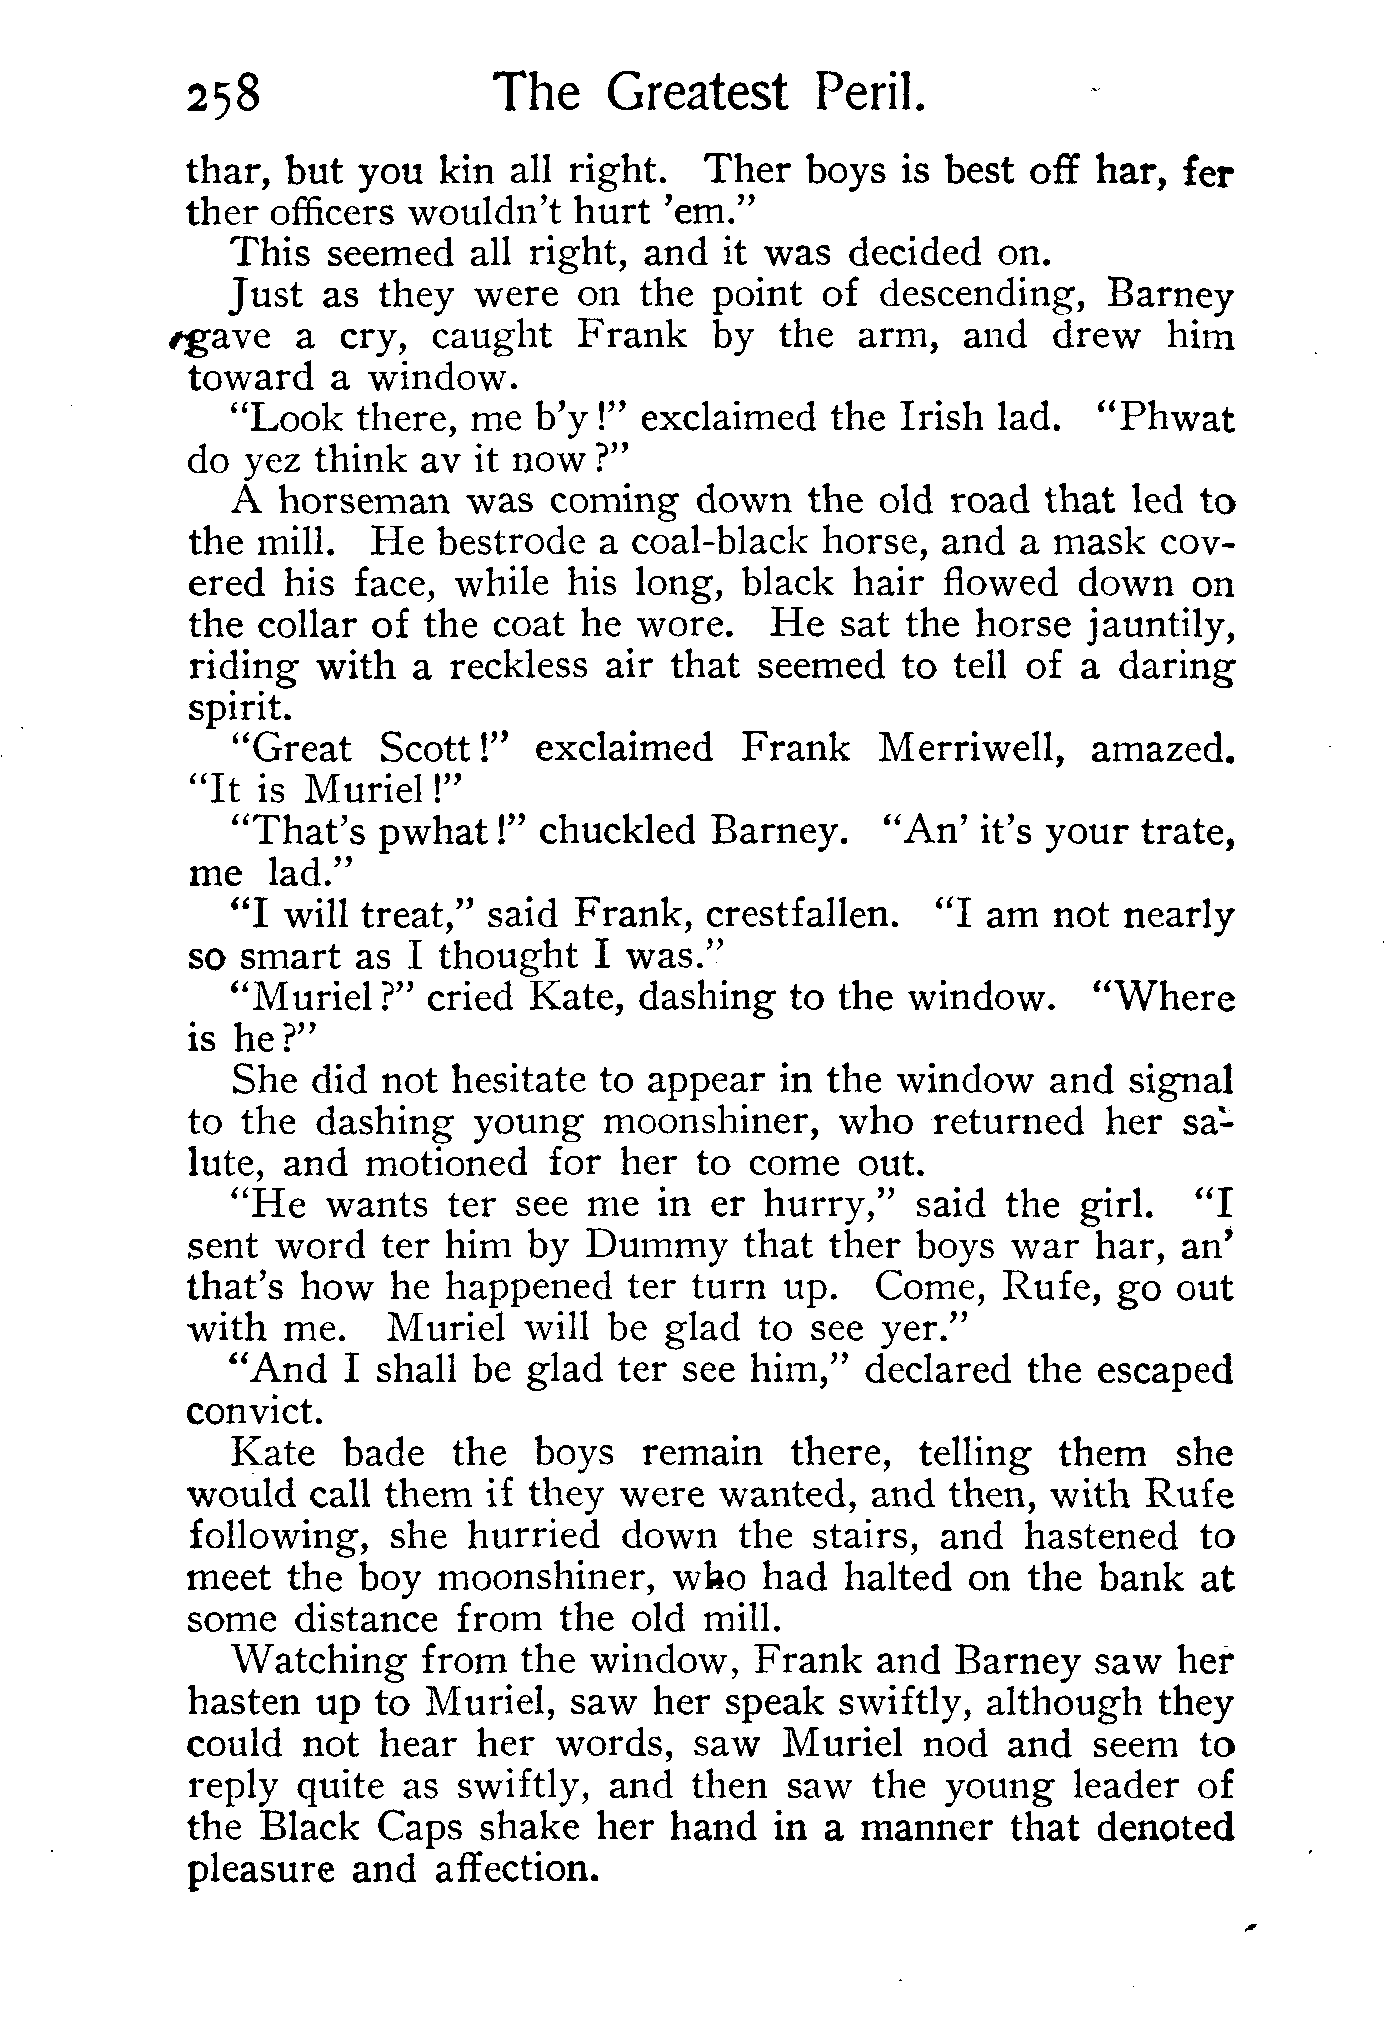 258 The Greatest Peril.
thar, but you kin all right. Ther boys is best off har, fer
ther officers wouldn't hurt 'em."
This seemed all right, and it was decided on.
Just as they were on the point of descending, Barney
gave a cry, caught Frank by the arm, and drew him
toward a window.
"Look there, me b'y!" exclaimed the Irish lad. "Phwat
do yez think av it now?"
A horseman was coming down the old road that led to
the mill. He bestrode a coal-black horse, and a mask cov-
ered his face, while his long, black hair flowed down on
the collar of the coat he wore. He sat the horse jauntily,
riding with a reckless air that seemed to tell of a daring
spirit.
"Great Scott!" exclaimed Frank Merriwell, amazed.
"It is Muriel!"
"That's pwhat!" chuckled Barney. "An' it's your trate,
me lad."
"I will treat," said Frank, crestfallen. "I am not nearly
so smart as I thought I was."
"Muriel?" cried Kate, dashing to the window. "Where
is he?"
She did not hesitate to appear in the window and signal
to the dashing young moonshiner, who returned her sa-
lute, and motioned for her to come out.
"He wants ter see me in er hurry," said the girl. "I
sent word ter him by Dummy that ther boys war har, an'
that's how he happened ter turn up. Come, Rufe, go out
with me. Muriel will be glad to see yer."
"And I shall be glad ter see him," declared the escaped
convict.
Kate bade the boys remain there, telling them she
would call them if they were wanted, and then, with Rufe
following, she hurried down the stairs, and hastened to
meet the boy moonshiner, who had halted on the bank at
some distance from the old mill.
Watching from the window, Frank and Barney saw her
hasten up to Muriel, saw her speak swiftly, although they
could not hear her words, saw Muriel nod and seem to
reply quite as swiftly, and then saw the young leader of
the Black Caps shake her hand in a manner that denoted
pleasure and affection.